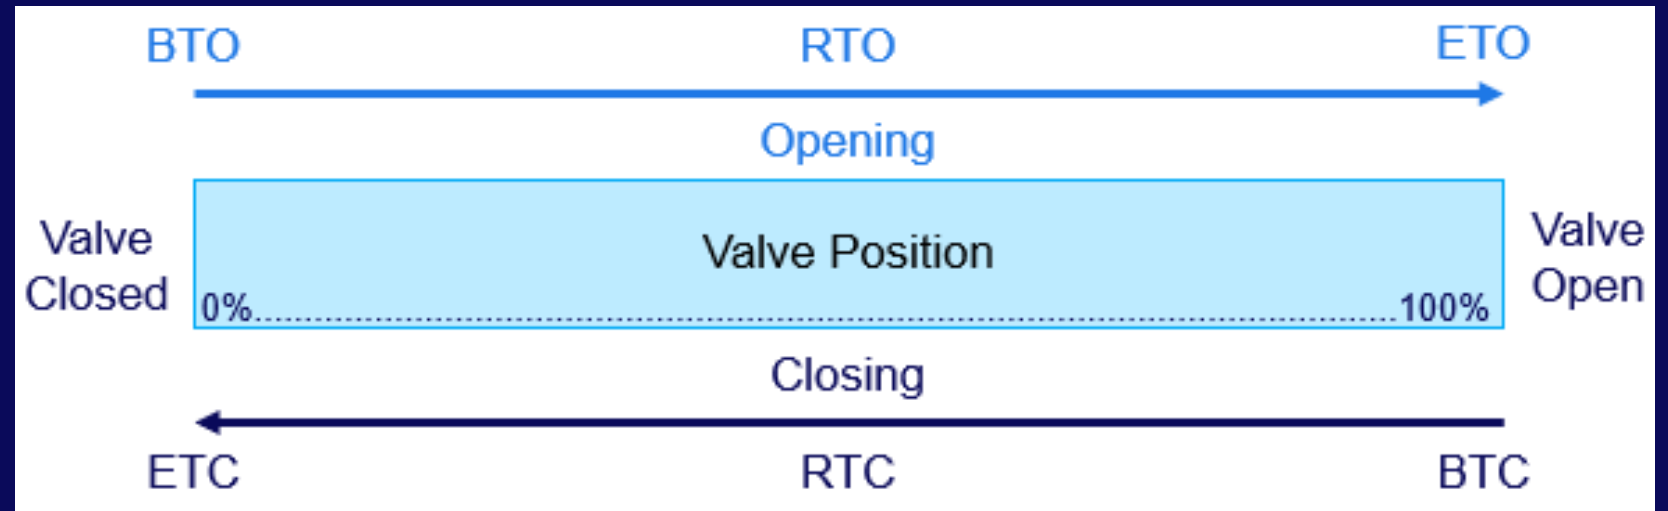 BTO RTO ETO
Opening
Valve Closed
Valve Position
0%
100%
Valve Open
Closing
ETC RTC BTC